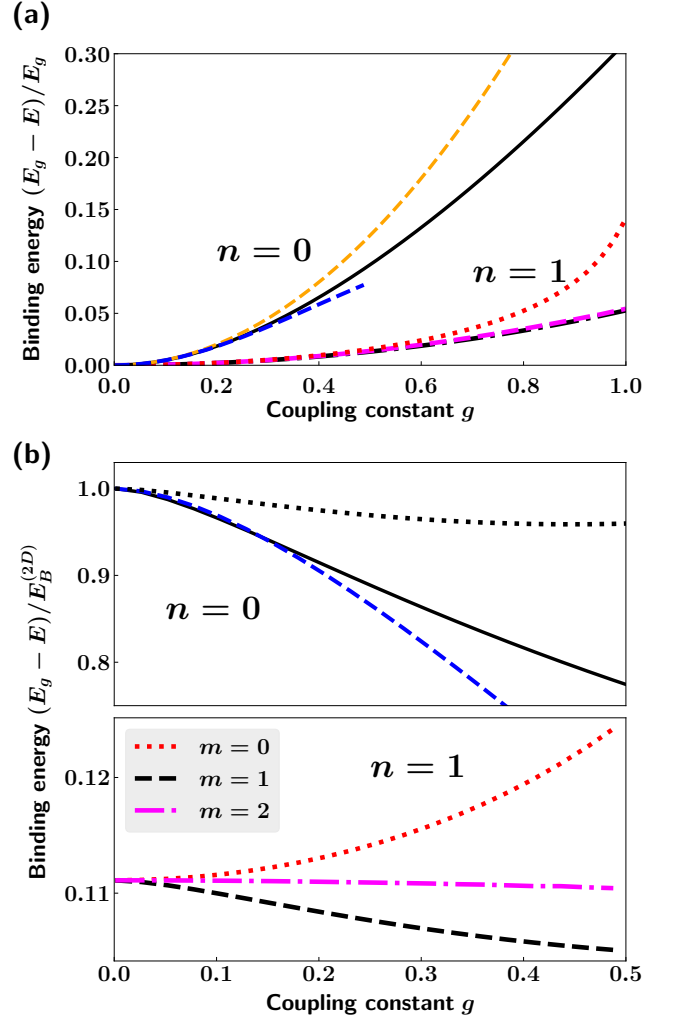 (a)
0.30
0.25
0.20
0.15
0.10
0.05
0.00
Binding energy (E_g − E)/E_g
n = 0
n = 1
0.0 0.2 0.4 0.6 0.8 1.0
Coupling constant g
(b)
1.0
0.9
0.8
n = 0
Binding energy (E_g − E)/E_B^{(2D)}
m = 0
m = 1
m = 2
n = 1
0.12
0.11
0.0 0.1 0.2 0.3 0.4 0.5
Coupling constant g